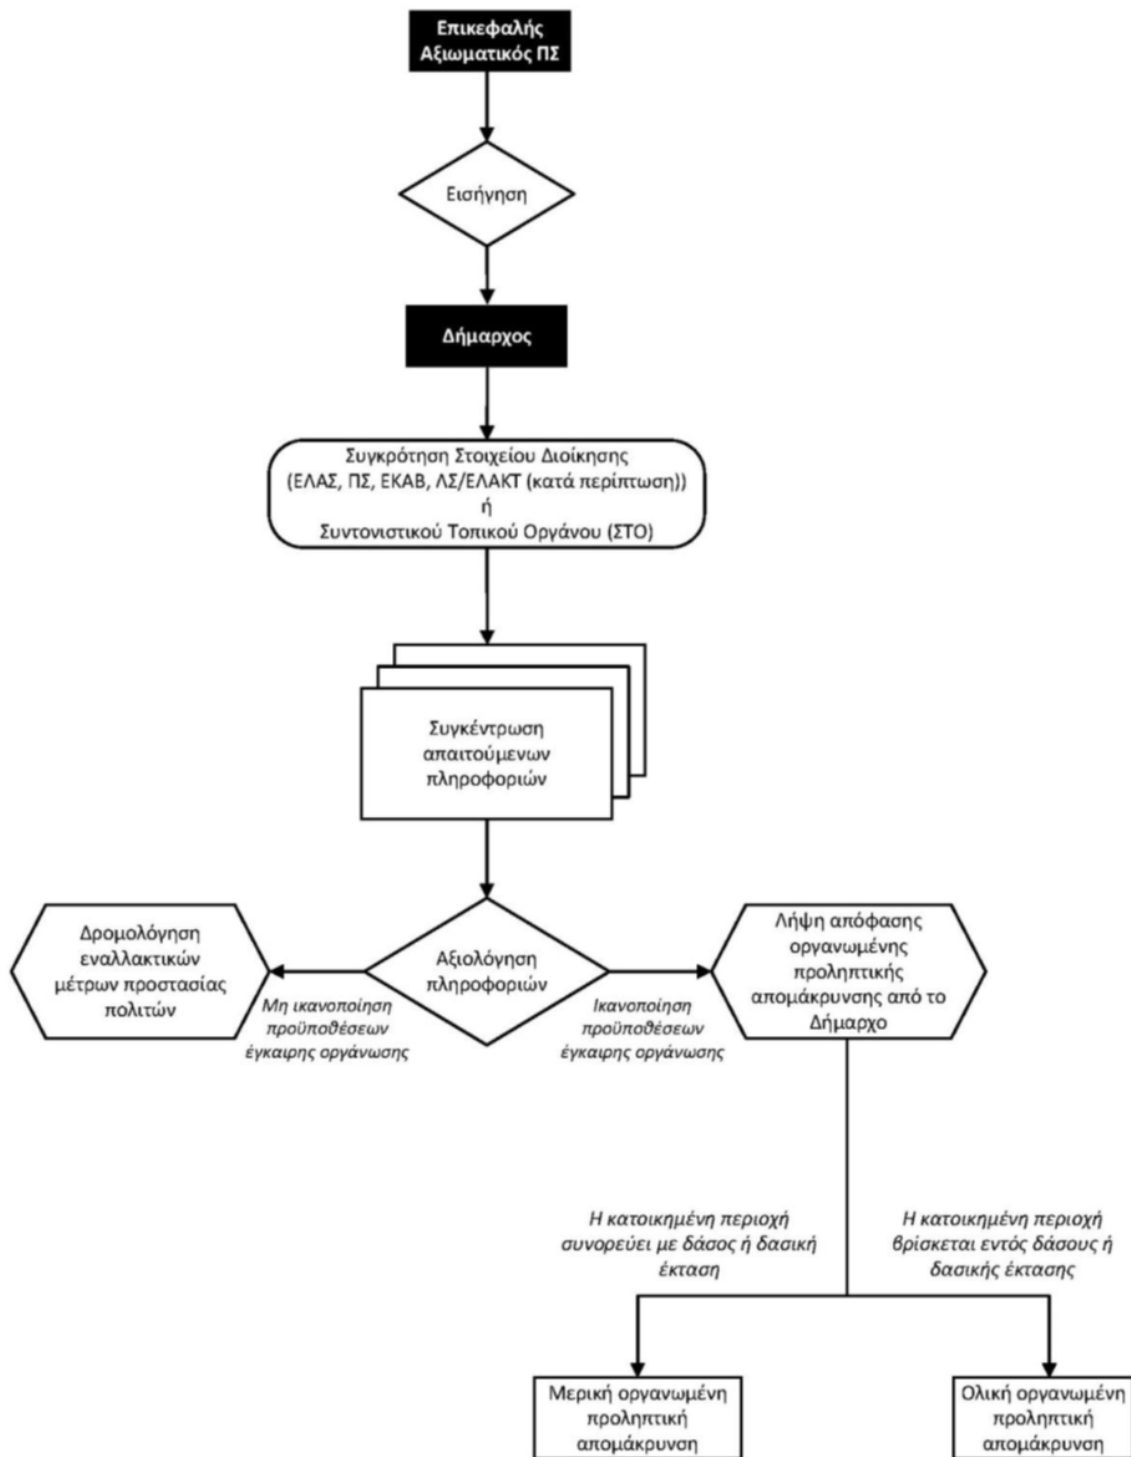 Επικεφαλής
Αξιωματικός ΠΣ
Εισήγηση
Δήμαρχος
Συγκρότηση Στοιχείου Διοίκησης
(ΕΛΑΣ, ΠΣ, ΕΚΑΒ, ΛΣ/ΕΛΑΚΤ (κατά περίπτωση))
ή
Συντονιστικού Τοπικού Οργάνου (ΣΤΟ)
Συγκέντρωση
απαιτούμενων
πληροφοριών
Δρομολόγηση
εναλλακτικών
μέτρων προστασίας
πολιτών
Μη ικανοποίηση
προϋποθέσεων
έγκαιρης οργάνωσης
Αξιολόγηση
πληροφοριών
Ικανοποίηση
προϋποθέσεων
έγκαιρης οργάνωσης
Λήψη απόφασης
οργανωμένης
προληπτικής
απομάκρυνσης από το
Δήμαρχο
Η κατοικημένη περιοχή
συνορεύει με δάσος ή δασική
έκταση
Η κατοικημένη περιοχή
βρίσκεται εντός δάσους ή
δασικής έκτασης
Μερική οργανωμένη
προληπτική
απομάκρυνση
Ολική οργανωμένη
προληπτική
απομάκρυνση